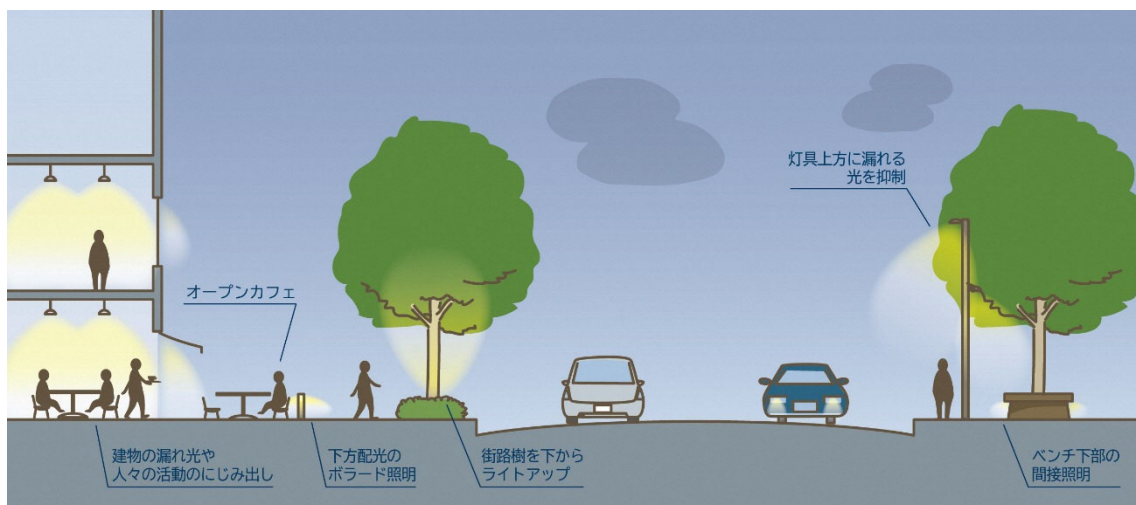 灯具上方に漏れる
光を抑制
オープンカフェ
建物の漏れ光や
人々の活動のにじみ出し
下方配光の
ボラード照明
街路樹を下から
ライトアップ
ベンチ下部の
間接照明